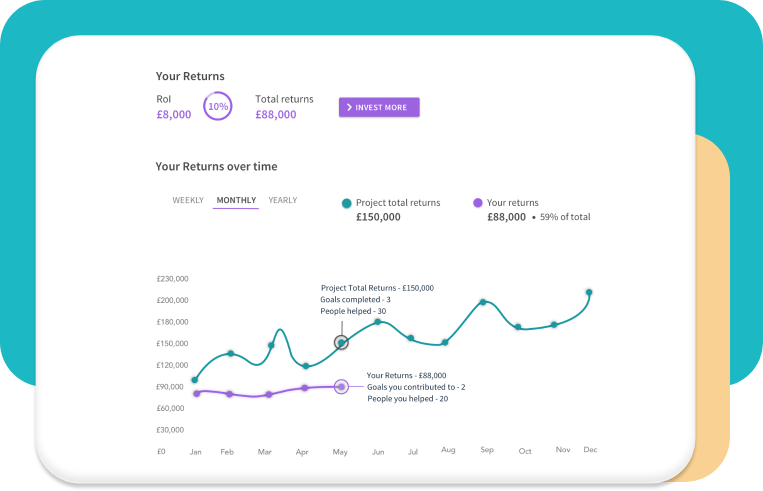 Your Returns
RoI
£8,000
10%
Total returns
£88,000
INVEST MORE
Your Returns over time
WEEKLY MONTHLY YEARLY
Project total returns
£150,000
Your returns
£88,000 • 59% of total
£230,000
£200,000
£180,000
£150,000
£120,000
£90,000
£60,000
£30,000
£0
Project Total Returns - £150,000
Goals completed - 3
People helped - 30
Your Returns - £88,000
Goals you contributed to - 2
People you helped - 20
Jan Feb Mar Apr May Jun Jul Aug Sep Oct Nov Dec